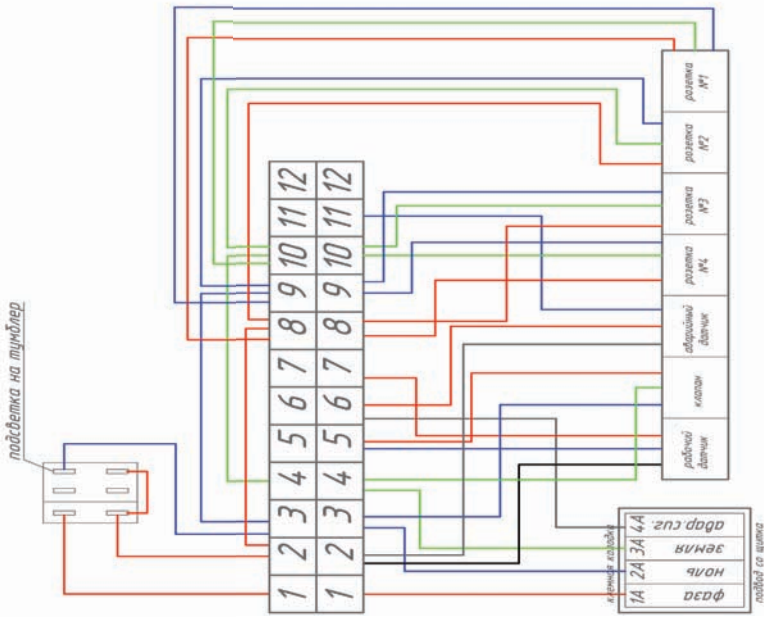 подсветка на тумблер
1 2 3 4 5 6 7 8 9 10 11 12
1 2 3 4 5 6 7 8 9 10 11 12
рабочий
датчик
клапан
аварийный
датчик
розетка
№4
розетка
№3
розетка
№2
розетка
№1
клемная колодка
1А 2А 3А 4А
фаза
ноль
земля
авар.сиг.
подвод со щитка